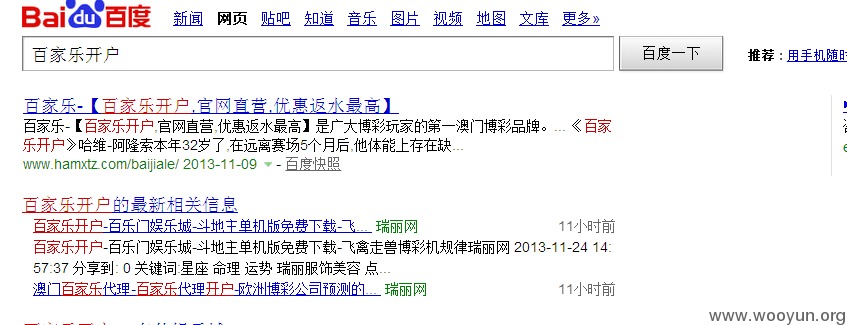 Bai du 百度
新闻 网页 贴吧 知道 音乐 图片 视频 地图 文库 更多»
百家乐开户 百度一下 推荐:用手机随时
百家乐-【百家乐开户,官网直营,优惠返水最高】
百家乐-【百家乐开户,官网直营,优惠返水最高】是广大博彩玩家的第一澳门博彩品牌。...《百家
乐开户》哈维-阿隆索本年32岁了,在远离赛场5个月后,他体能上存在缺...
www.hamxtz.com/baijiale/ 2013-11-09 - 百度快照
百家乐开户的最新相关信息
百家乐开户-百乐门娱乐城-斗地主单机版免费下载-飞... 瑞丽网 11小时前
百家乐开户-百乐门娱乐城-斗地主单机版免费下载-飞禽走兽博彩机规律瑞丽网 2013-11-24 14:
57:37 分享到: 0 关键词:星座 命理 运势 瑞丽服饰美容 点...
澳门百家乐代理-百家乐代理开户-欧洲博彩公司预测的... 瑞丽网 11小时前
www.wooyun.org